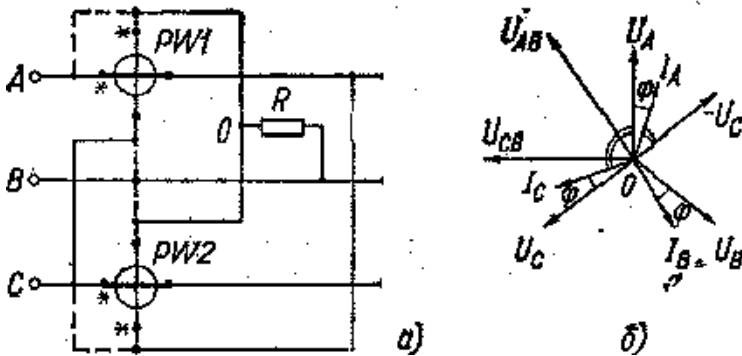 * PW1
A *
0 R
B
PW2
C *
*
а)
U_AB U_A I_A
φ -U_C
U_CB
I_C 0
φ φ
U_C I_B U_B
б)